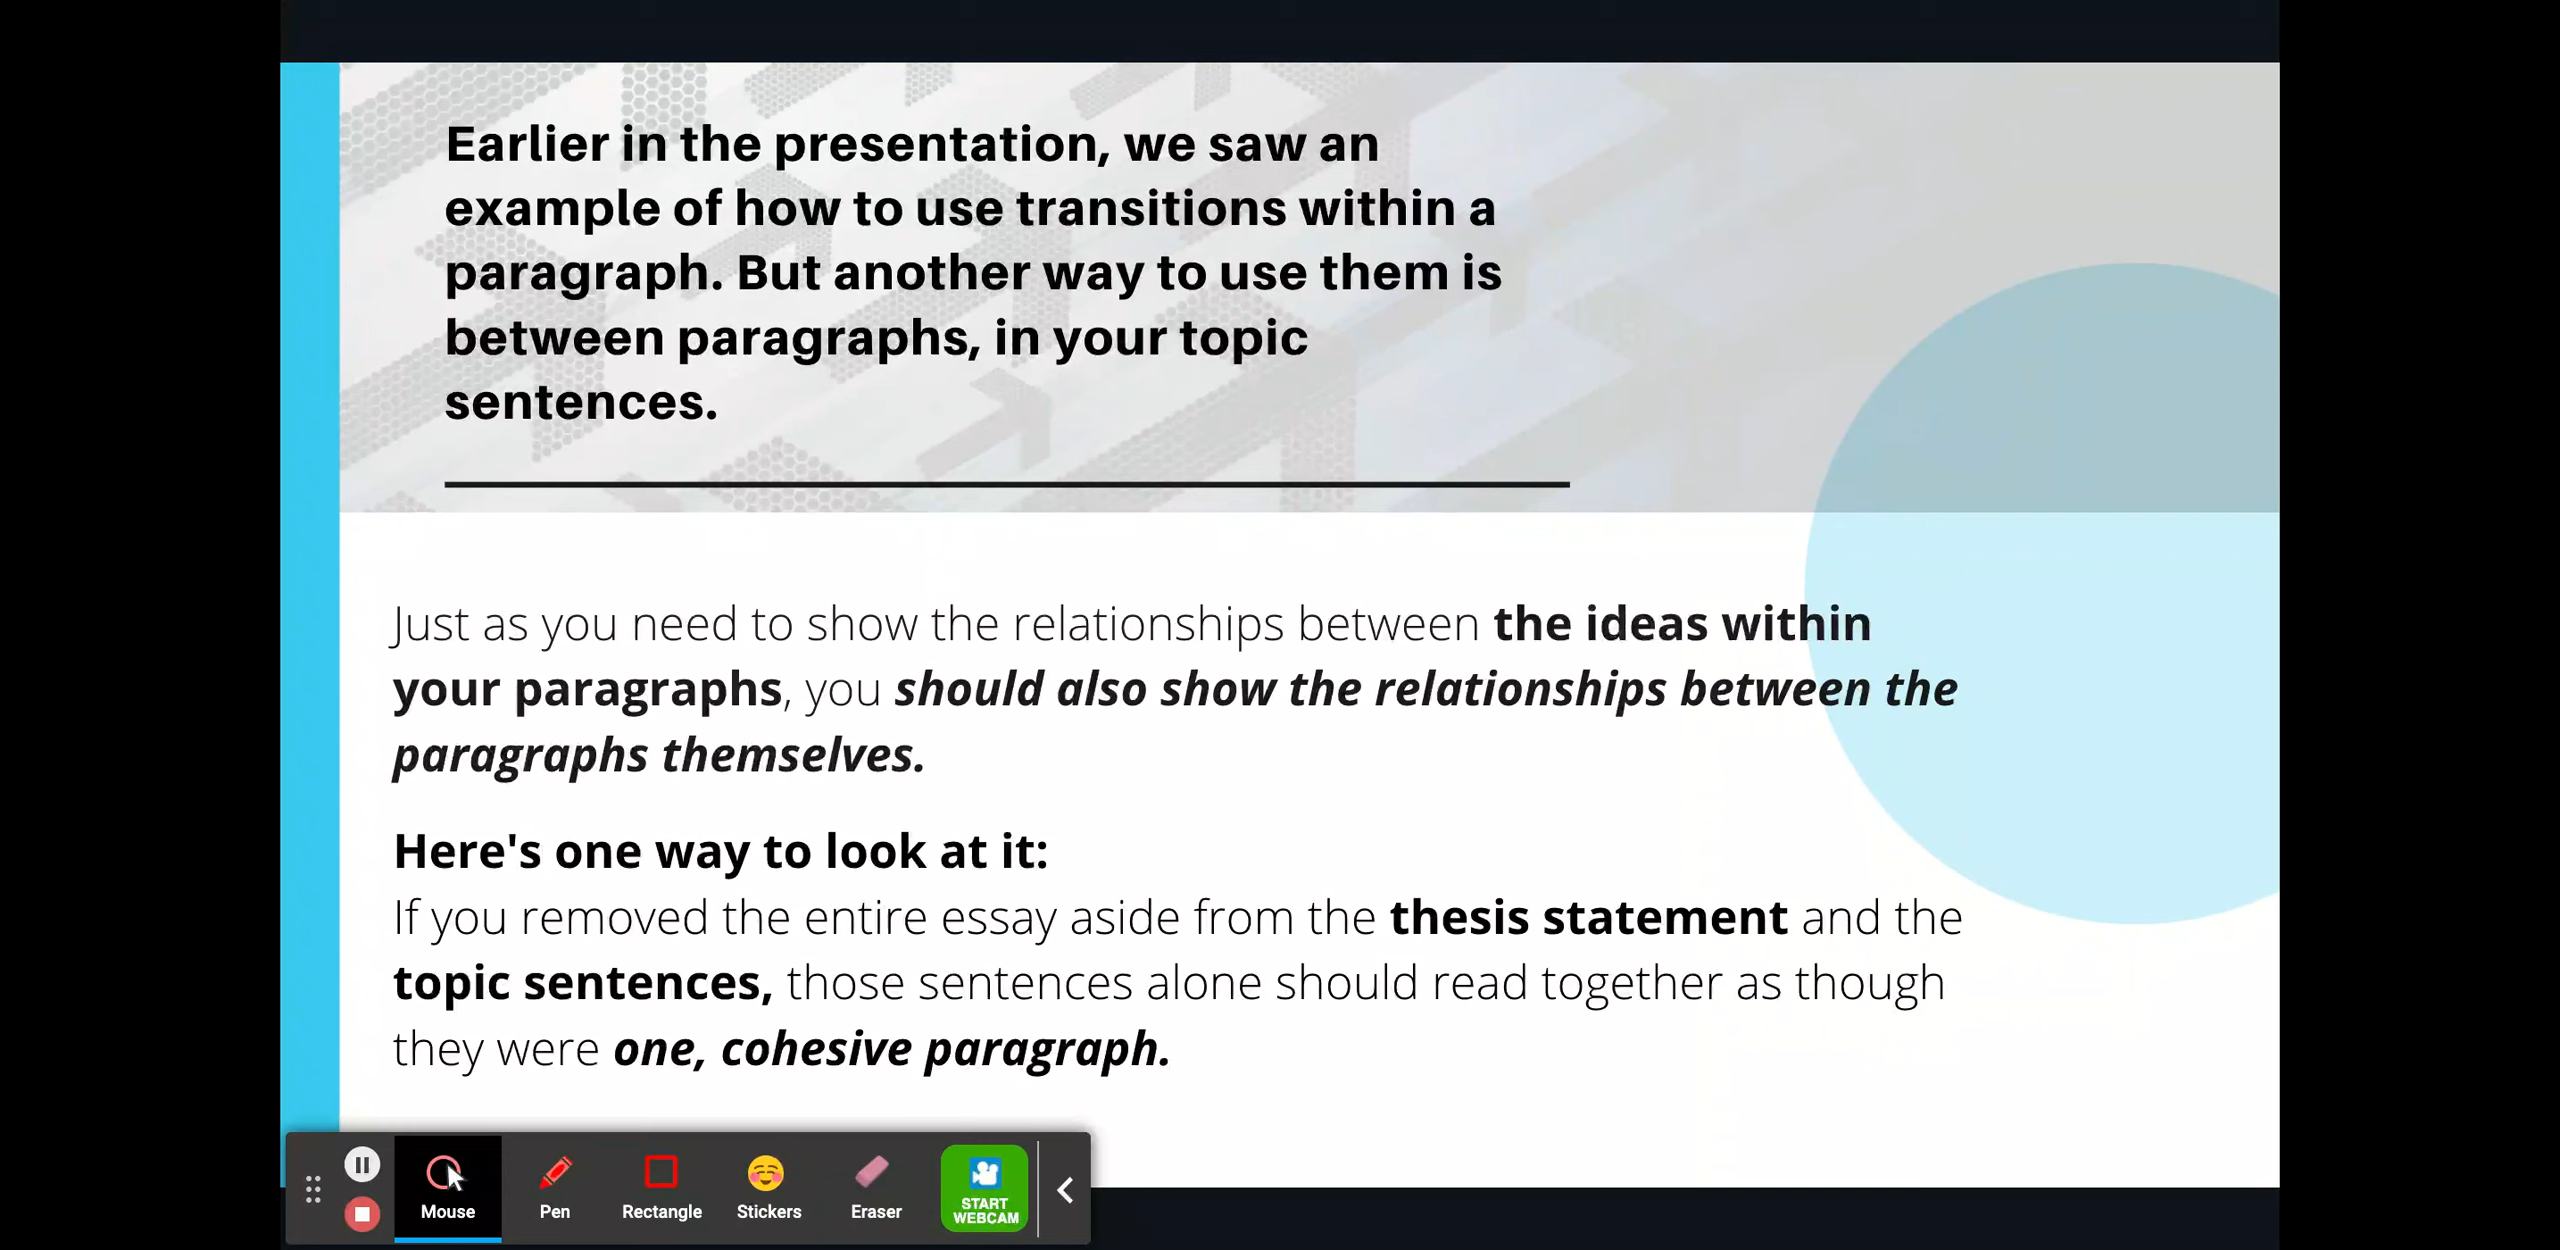 Earlier in the presentation, we saw an
example of how to use transitions within a
paragraph. But another way to use them is
between paragraphs, in your topic
sentences.
Just as you need to show the relationships between the ideas within
your paragraphs, you should also show the relationships between the
paragraphs themselves.
Here's one way to look at it:
If you removed the entire essay aside from the thesis statement and the
topic sentences, those sentences alone should read together as though
they were one, cohesive paragraph.
Mouse
Pen
Rectangle
Stickers
Eraser
START
WEBCAM